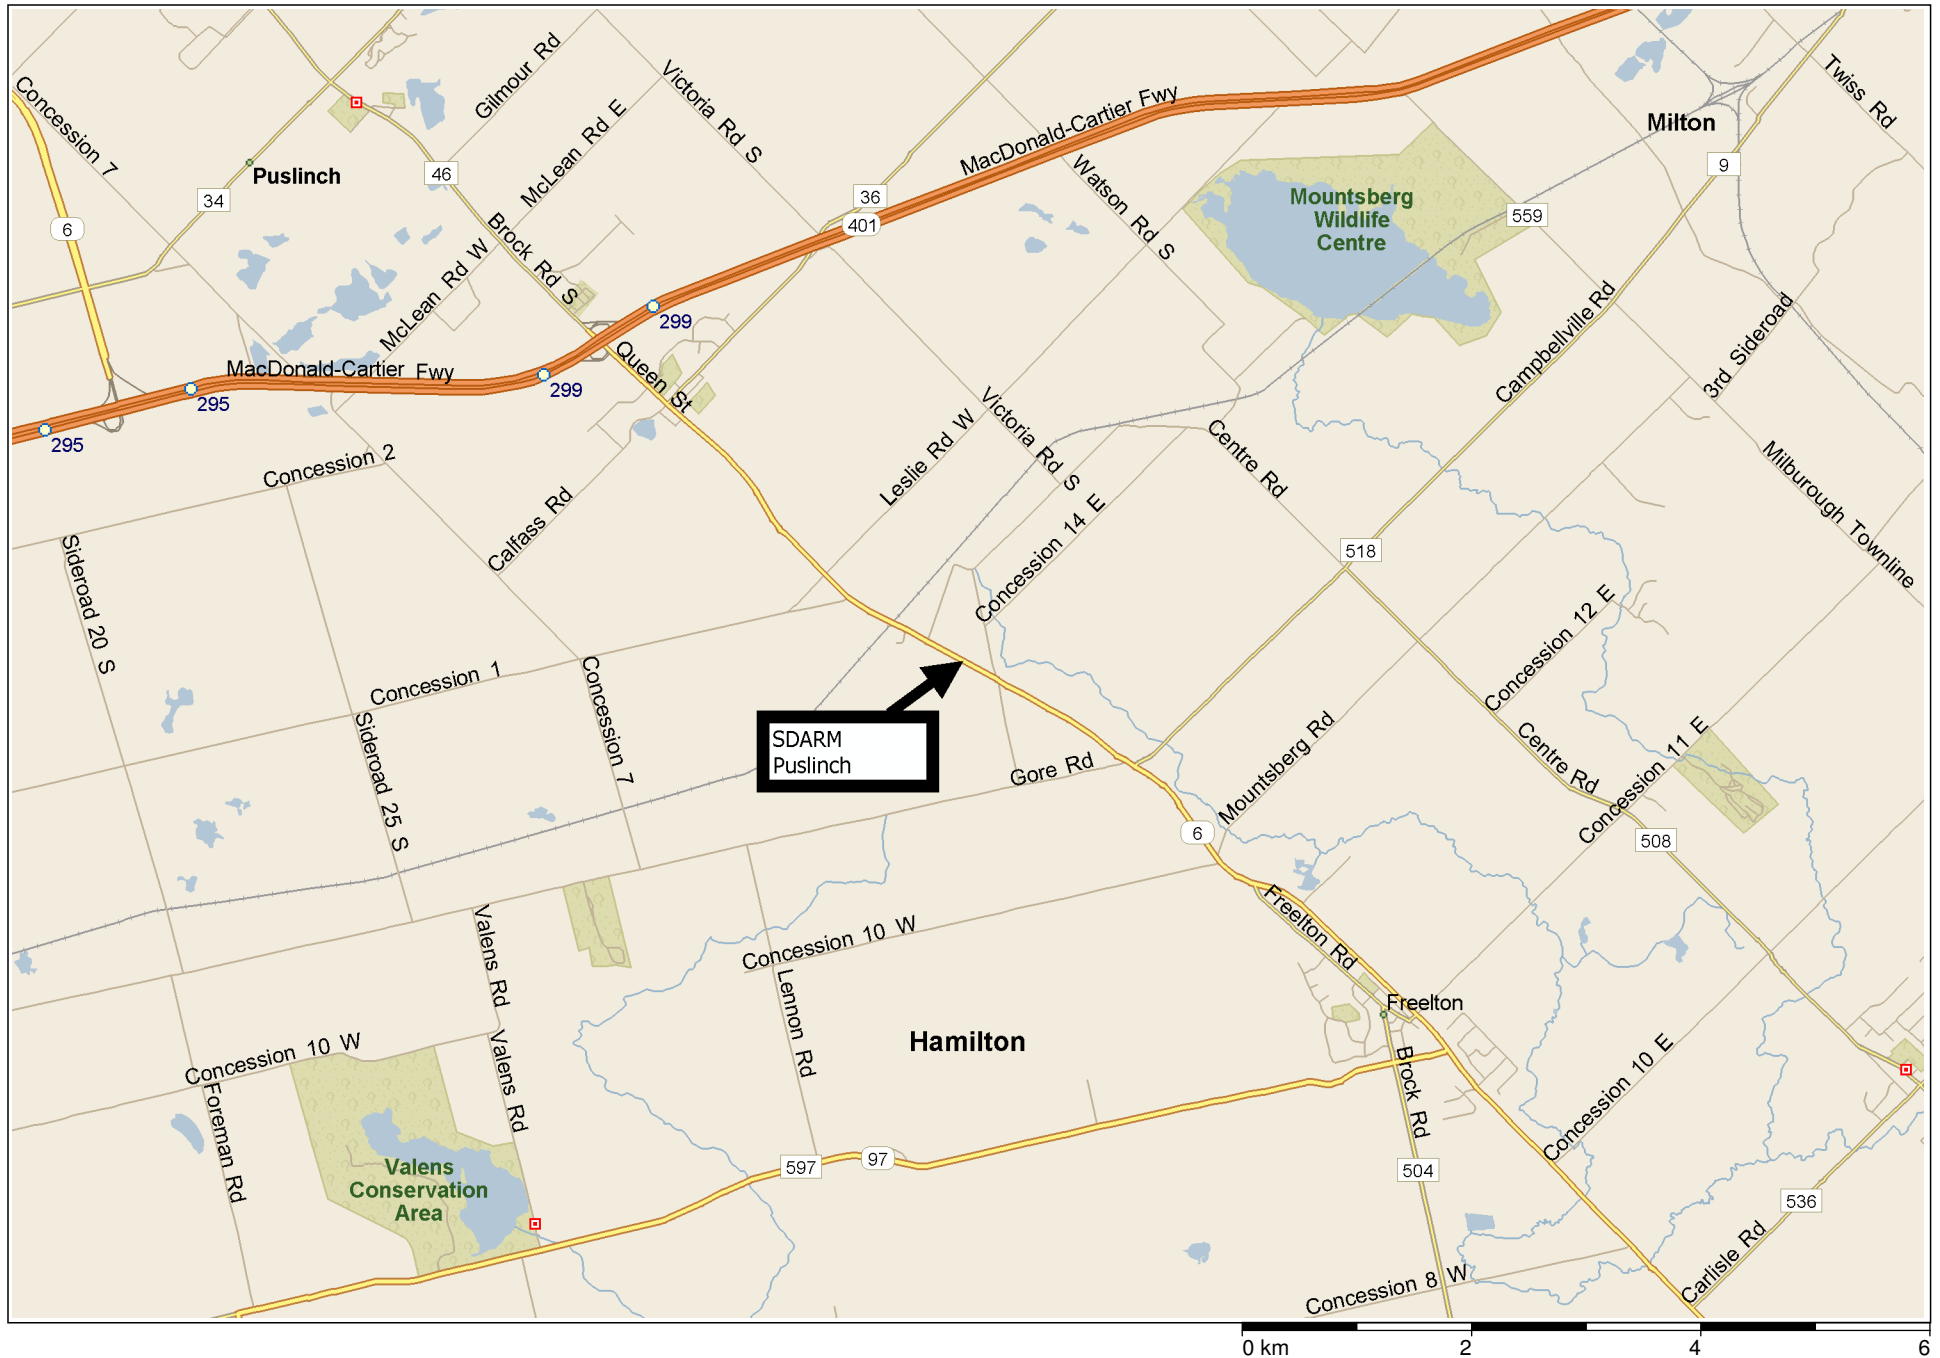 Concession 7
Gilmour Rd
Victoria Rd S
MacDonald-Cartier Fwy
Twiss Rd
Milton
McLean Rd E
Puslinch
46
34
36
9
6
401
Watson Rd S
Mountsberg
Wildlife
Centre
559
Brock Rd S
McLean Rd W
299
Campbellville Rd
3rd Sideroad
MacDonald-Cartier Fwy
Queen St
299
295
295
Concession 2
Leslie Rd W
Victoria Rd S
Centre Rd
Milburough Townline
Calfass Rd
Concession 14 E
518
Sideroad 20 S
Concession 12 E
Concession 1
Concession 7
SDARM
Puslinch
Sideroad 25 S
Gore Rd
Mountsberg Rd
Centre Rd
Concession 11 E
6
508
Freelton Rd
Valens Rd
Concession 10 W
Lennon Rd
Freelton
Hamilton
Concession 10 W
Valens Rd
Foreman Rd
Brock Rd
Concession 10 E
Valens
Conservation
Area
597
97
504
536
Carlisle Rd
Concession 8 W
0 km 2 4 6